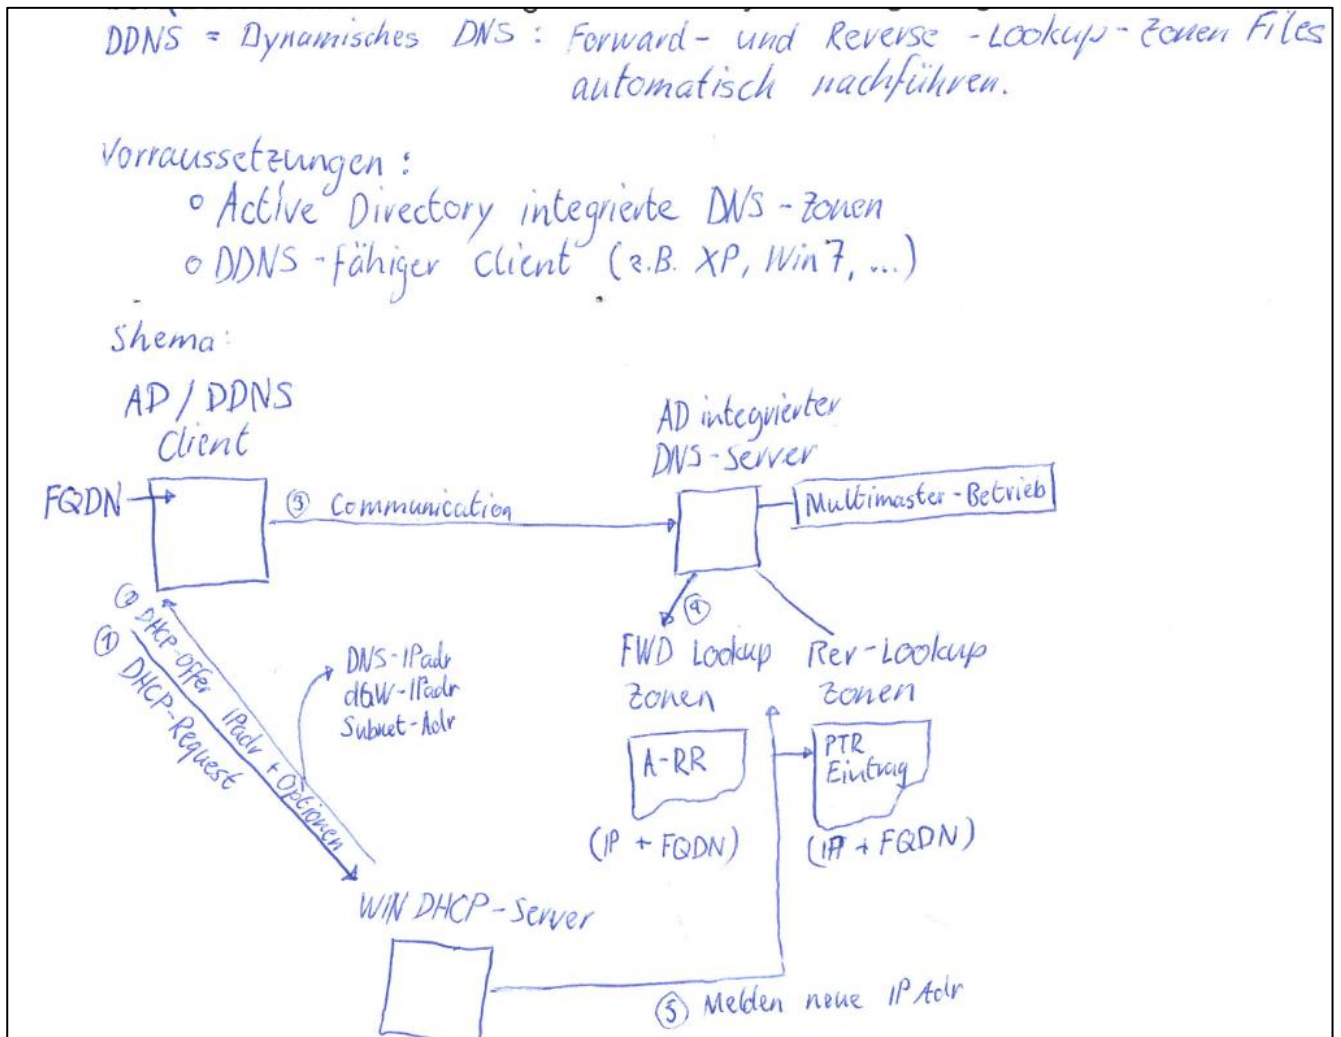 DDNS = Dynamisches DNS : Forward- und Reverse -Lookup-Zonen Files
automatisch nachführen.
Vorraussetzungen :
o Active Directory integrierte DNS-Zonen
o DDNS-fähiger Client (z.B. XP, Win7, ...)
Shema:
AD / DDNS
Client
AD integrierter
DNS-Server
FQDN
③ Communication
Multimaster-Betrieb
④
② DHCP-Offer IPadr + Optionen
① DHCP-Request
DNS-IPadr
dGW-IPadr
Subnet-Adr
FWD Lookup
Zonen
Rev-Lookup
Zonen
A-RR
PTR
Eintrag
(IP + FQDN)
(IP + FQDN)
WIN DHCP-Server
⑤ Melden neue IP Adr